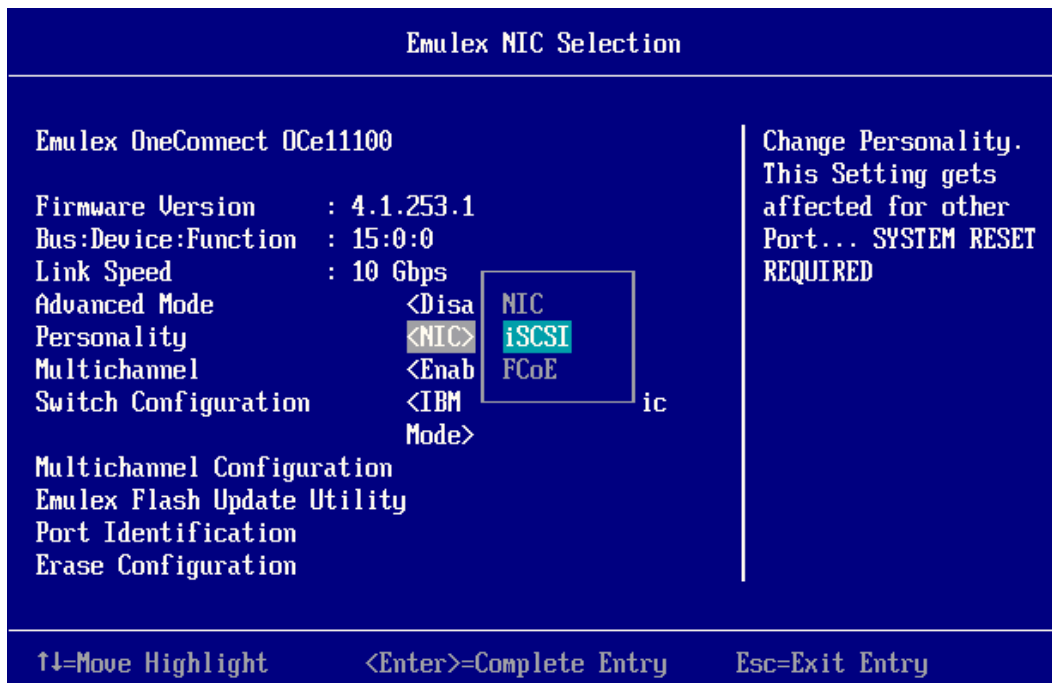 Emulex NIC Selection
Emulex OneConnect OCe11100
Firmware Version : 4.1.253.1
Bus:Device:Function : 15:0:0
Link Speed : 10 Gbps
Advanced Mode <Disa
Personality <NIC>
Multichannel <Enab
Switch Configuration <IBM ic
Mode>
Multichannel Configuration
Emulex Flash Update Utility
Port Identification
Erase Configuration
NIC
iSCSI
FCoE
Change Personality.
This Setting gets
affected for other
Port... SYSTEM RESET
REQUIRED
↑↓=Move Highlight <Enter>=Complete Entry Esc=Exit Entry